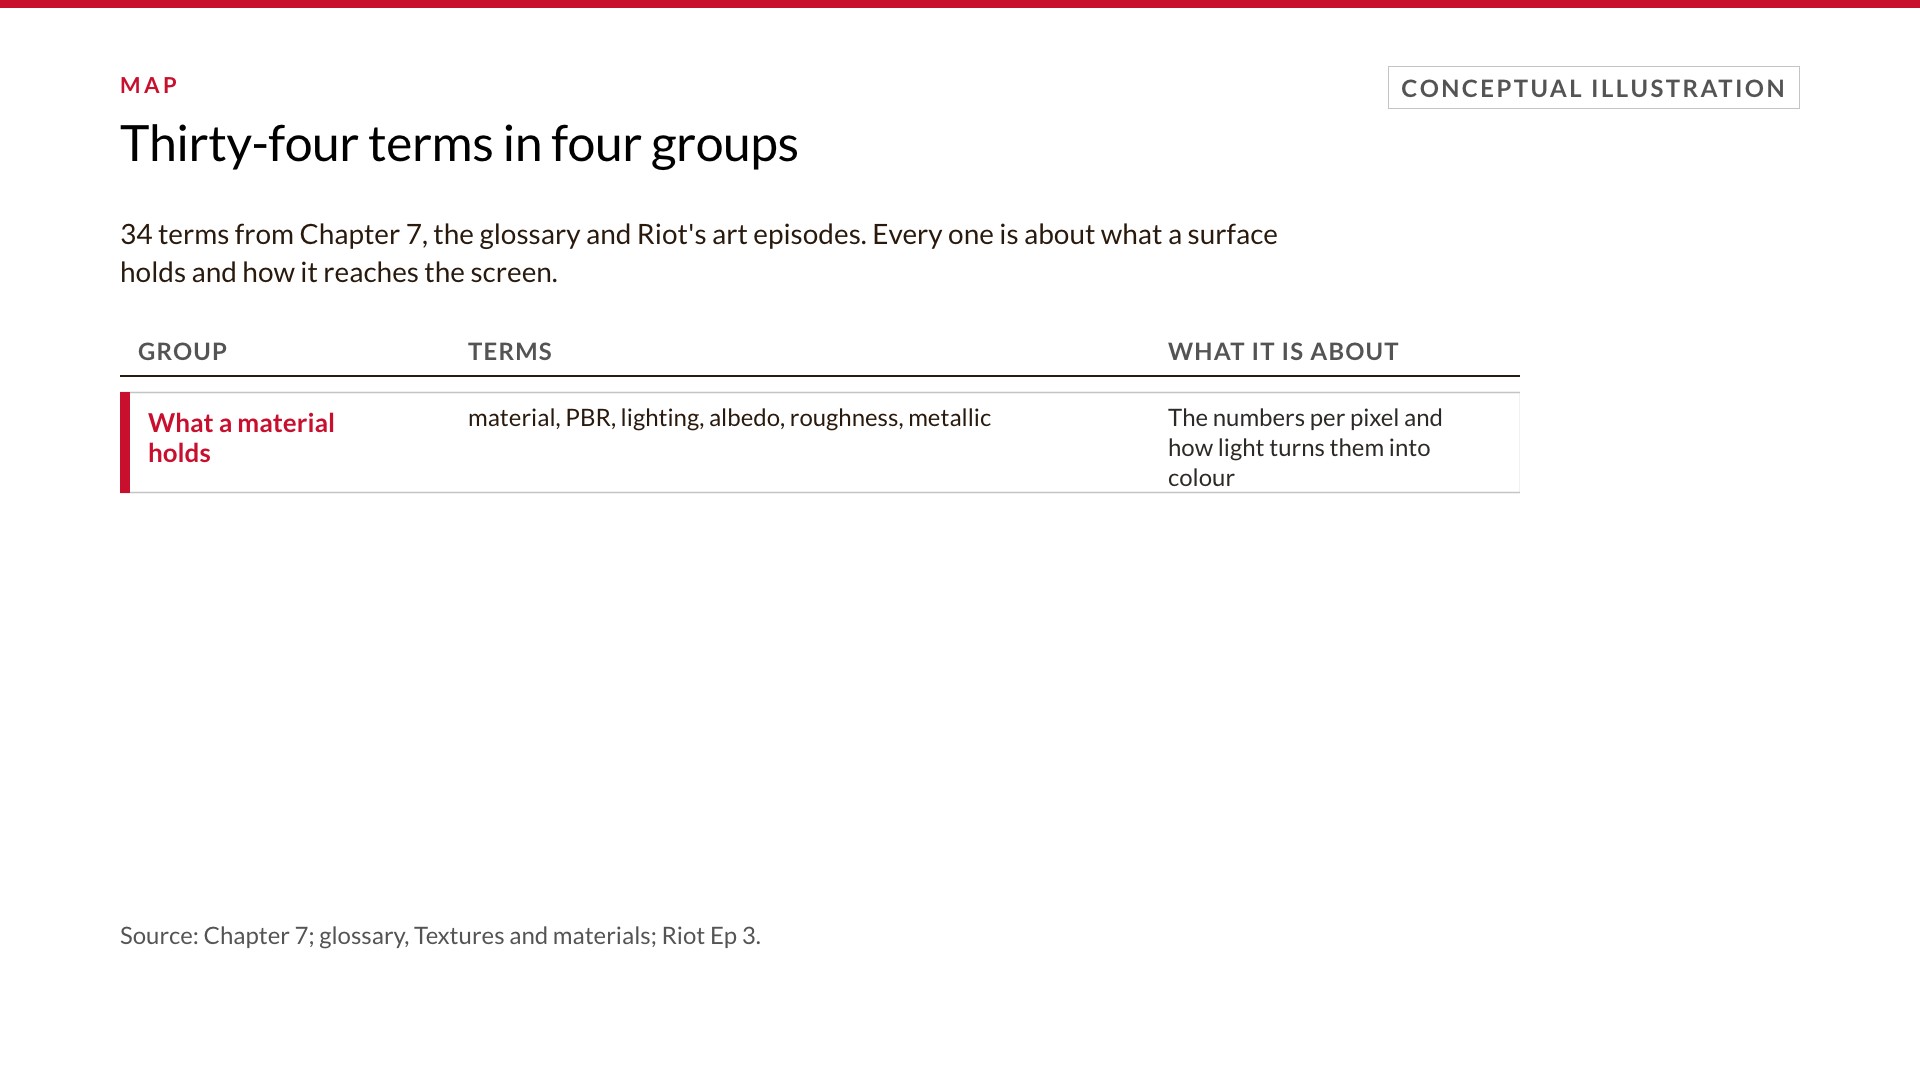 MAP
CONCEPTUAL ILLUSTRATION
Thirty-four terms in four groups
34 terms from Chapter 7, the glossary and Riot's art episodes. Every one is about what a surface
holds and how it reaches the screen.
GROUP
TERMS
WHAT IT IS ABOUT
What a material
holds
material, PBR, lighting, albedo, roughness, metallic
The numbers per pixel and
how light turns them into
colour
Source: Chapter 7; glossary, Textures and materials; Riot Ep 3.